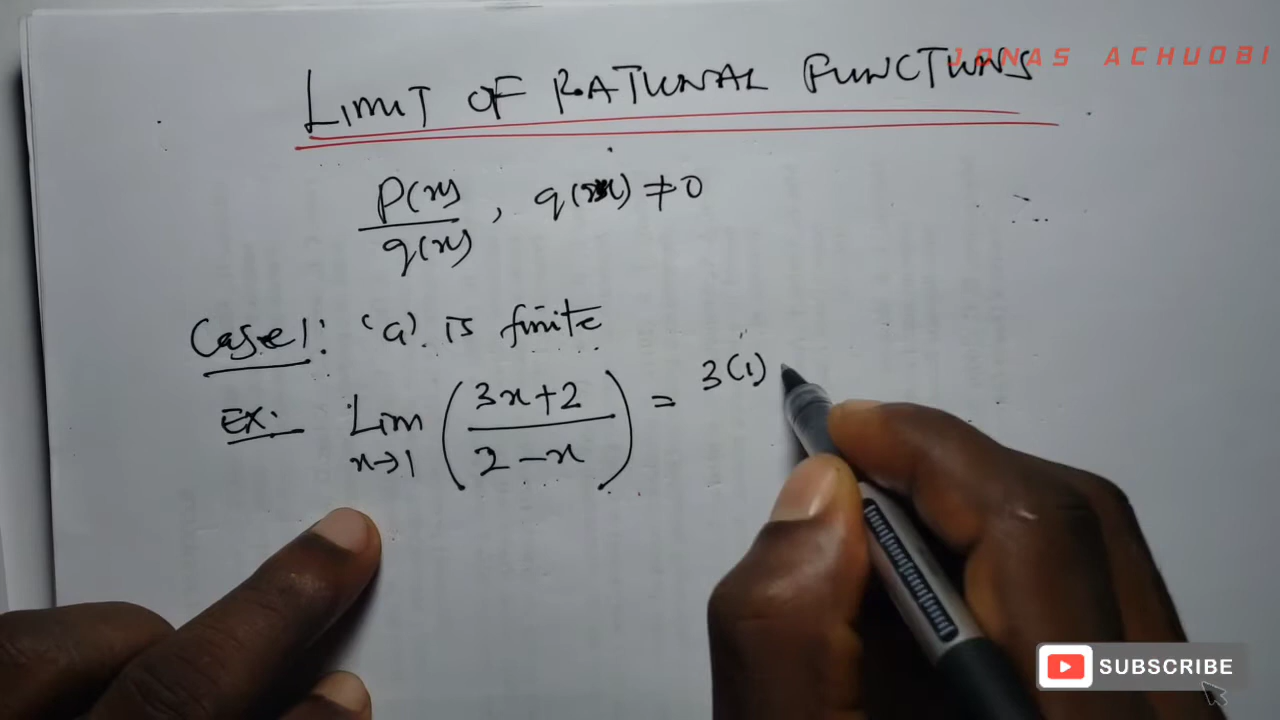 JONAS ACHUOBI
LIMIT OF RATIONAL FUNCTIONS
P(x)/q(x), q(x) ≠ 0
Case 1: 'a' is finite
Ex: Lim x→1 (3x+2 / 2-x) = 3(1)
SUBSCRIBE